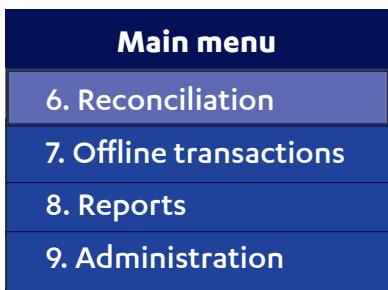 Main menu
6. Reconciliation
7. Offline transactions
8. Reports
9. Administration